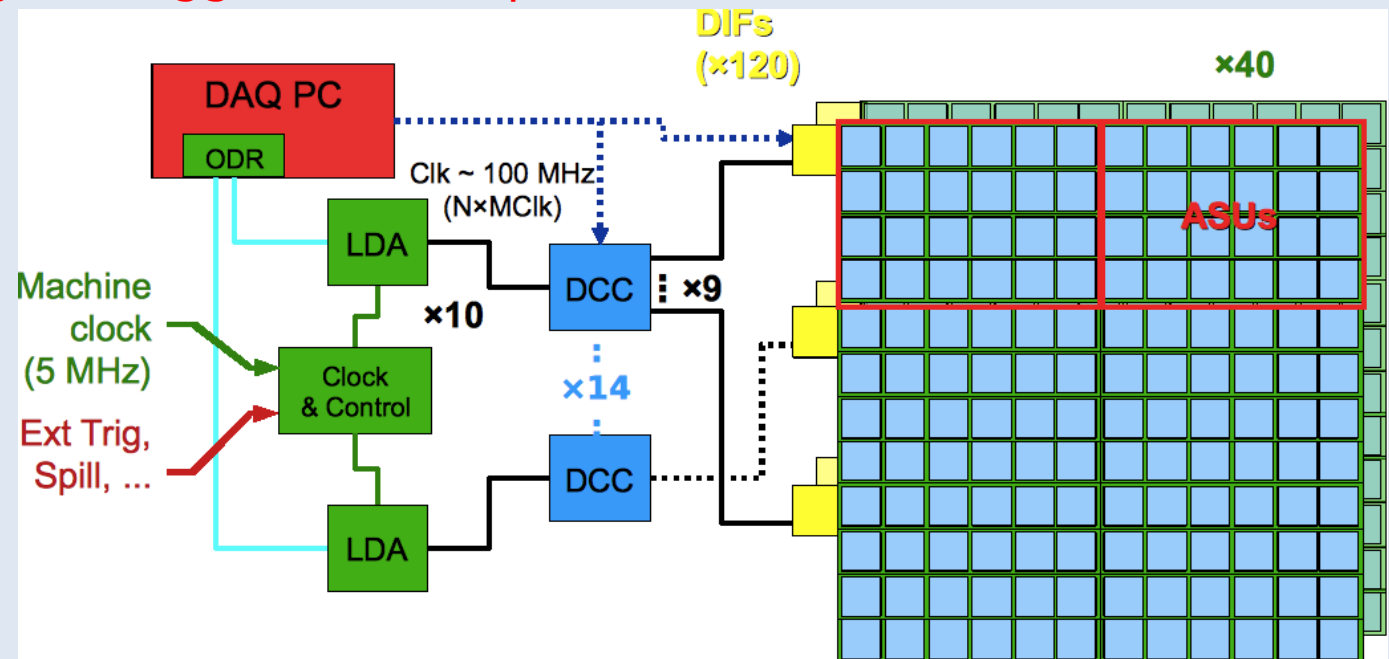 DIFs
(×120)
×40
DAQ PC
ODR
Clk ~ 100 MHz
(N×MClk)
ASUs
LDA
DCC
×9
Machine
clock
(5 MHz)
×10
Clock
& Control
×14
Ext Trig,
Spill, ...
DCC
LDA